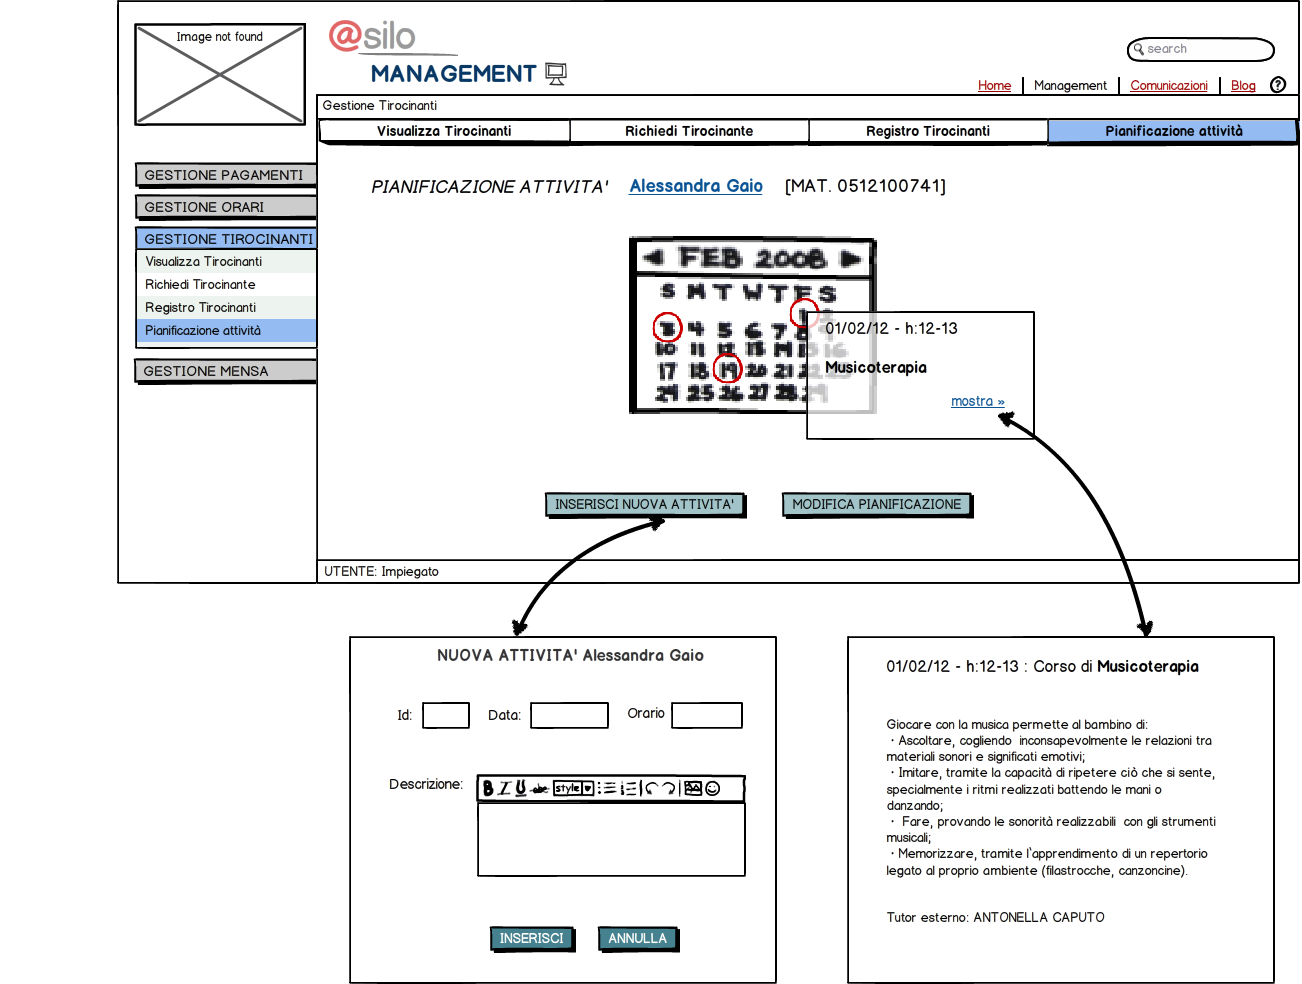 Image not found
@silo
MANAGEMENT
search
Home Management Comunicazioni Blog ?
Gestione Tirocinanti
Visualizza Tirocinanti Richiedi Tirocinante Registro Tirocinanti Pianificazione attività
GESTIONE PAGAMENTI
GESTIONE ORARI
GESTIONE TIROCINANTI
Visualizza Tirocinanti
Richiedi Tirocinante
Registro Tirocinanti
Pianificazione attività
GESTIONE MENSA
PIANIFICAZIONE ATTIVITA' Alessandra Gaio [MAT. 0512100741]
FEB 2008
S M T W T F S
1 2
3 4 5 6 7 8 9
10 11 12 13 14 15 16
17 18 19 20 21 22 23
24 25 26 27 28 29
01/02/12 - h:12-13
Musicoterapia
mostra »
INSERISCI NUOVA ATTIVITA' MODIFICA PIANIFICAZIONE
UTENTE: Impiegato
NUOVA ATTIVITA' Alessandra Gaio
Id: Data: Orario
Descrizione:
B I U abc style
INSERISCI ANNULLA
01/02/12 - h:12-13 : Corso di Musicoterapia
Giocare con la musica permette al bambino di:
· Ascoltare, cogliendo inconsapevolmente le relazioni tra
materiali sonori e significati emotivi;
· Imitare, tramite la capacità di ripetere ciò che si sente,
specialmente i ritmi realizzati battendo le mani o
danzando;
· Fare, provando le sonorità realizzabili con gli strumenti
musicali;
· Memorizzare, tramite l'apprendimento di un repertorio
legato al proprio ambiente (filastrocche, canzoncine).
Tutor esterno: ANTONELLA CAPUTO